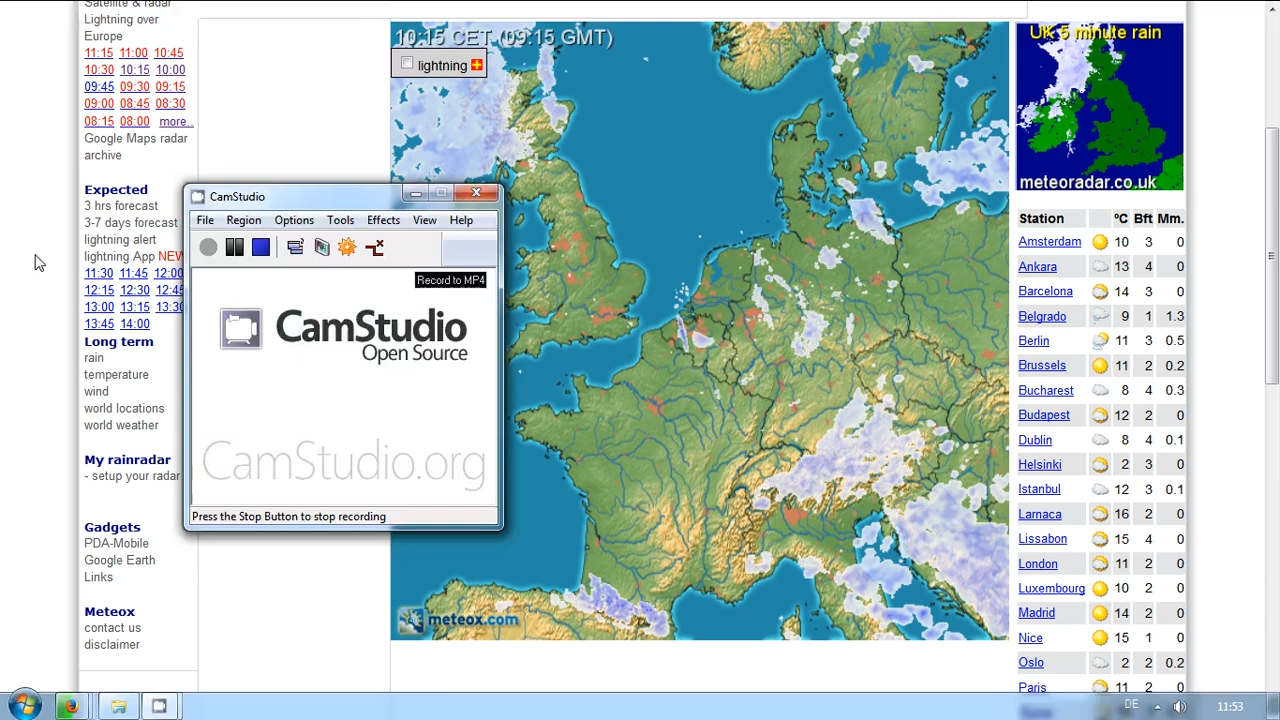 Satellite & radar
Lightning over
Europe
11:15 11:00 10:45
10:30 10:15 10:00
09:45 09:30 09:15
09:00 08:45 08:30
08:15 08:00 more..
Google Maps radar
archive
Expected
3 hrs forecast
3-7 days forecast
lightning alert
lightning App NEW
11:30 11:45 12:00
12:15 12:30 12:45
13:00 13:15 13:30
13:45 14:00
Long term
rain
temperature
wind
world locations
world weather
My rainradar
- setup your radar
Gadgets
PDA-Mobile
Google Earth
Links
Meteox
contact us
disclaimer
CamStudio
File Region Options Tools Effects View Help
Record to MP4
CamStudio
Open Source
CamStudio.org
Press the Stop Button to stop recording
10:15 CET (09:15 GMT)
lightning
meteox.com
UK 5 minute rain
meteoradar.co.uk
Station ºC Bft Mm.
Amsterdam 10 3 0
Ankara 13 4 0
Barcelona 14 3 0
Belgrado 9 1 1.3
Berlin 11 3 0.5
Brussels 11 2 0.2
Bucharest 8 4 0.3
Budapest 12 2 0
Dublin 8 4 0.1
Helsinki 2 3 0
Istanbul 12 3 0.1
Larnaca 16 2 0
Lissabon 15 4 0
London 11 2 0
Luxembourg 10 2 0
Madrid 14 2 0
Nice 15 1 0
Oslo 2 2 0.2
Paris 11 2 0
DE
11:53